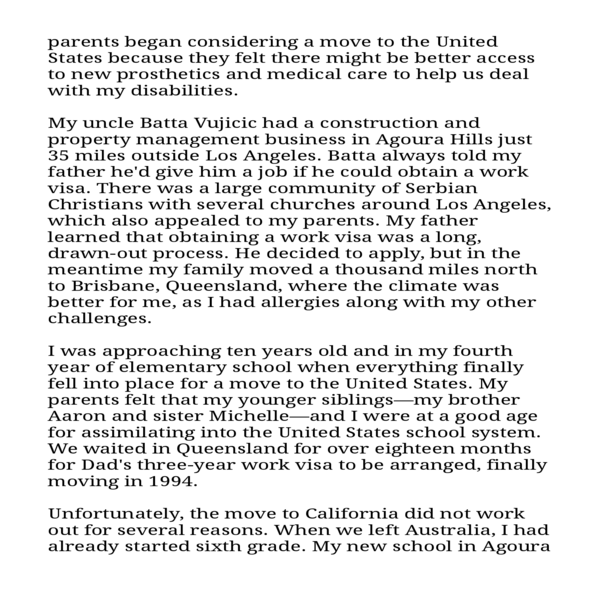 parents began considering a move to the United
States because they felt there might be better access
to new prosthetics and medical care to help us deal
with my disabilities.
My uncle Batta Vujicic had a construction and
property management business in Agoura Hills just
35 miles outside Los Angeles. Batta always told my
father he'd give him a job if he could obtain a work
visa. There was a large community of Serbian
Christians with several churches around Los Angeles,
which also appealed to my parents. My father
learned that obtaining a work visa was a long,
drawn-out process. He decided to apply, but in the
meantime my family moved a thousand miles north
to Brisbane, Queensland, where the climate was
better for me, as I had allergies along with my other
challenges.
I was approaching ten years old and in my fourth
year of elementary school when everything finally
fell into place for a move to the United States. My
parents felt that my younger siblings—my brother
Aaron and sister Michelle—and I were at a good age
for assimilating into the United States school system.
We waited in Queensland for over eighteen months
for Dad's three-year work visa to be arranged, finally
moving in 1994.
Unfortunately, the move to California did not work
out for several reasons. When we left Australia, I had
already started sixth grade. My new school in Agoura